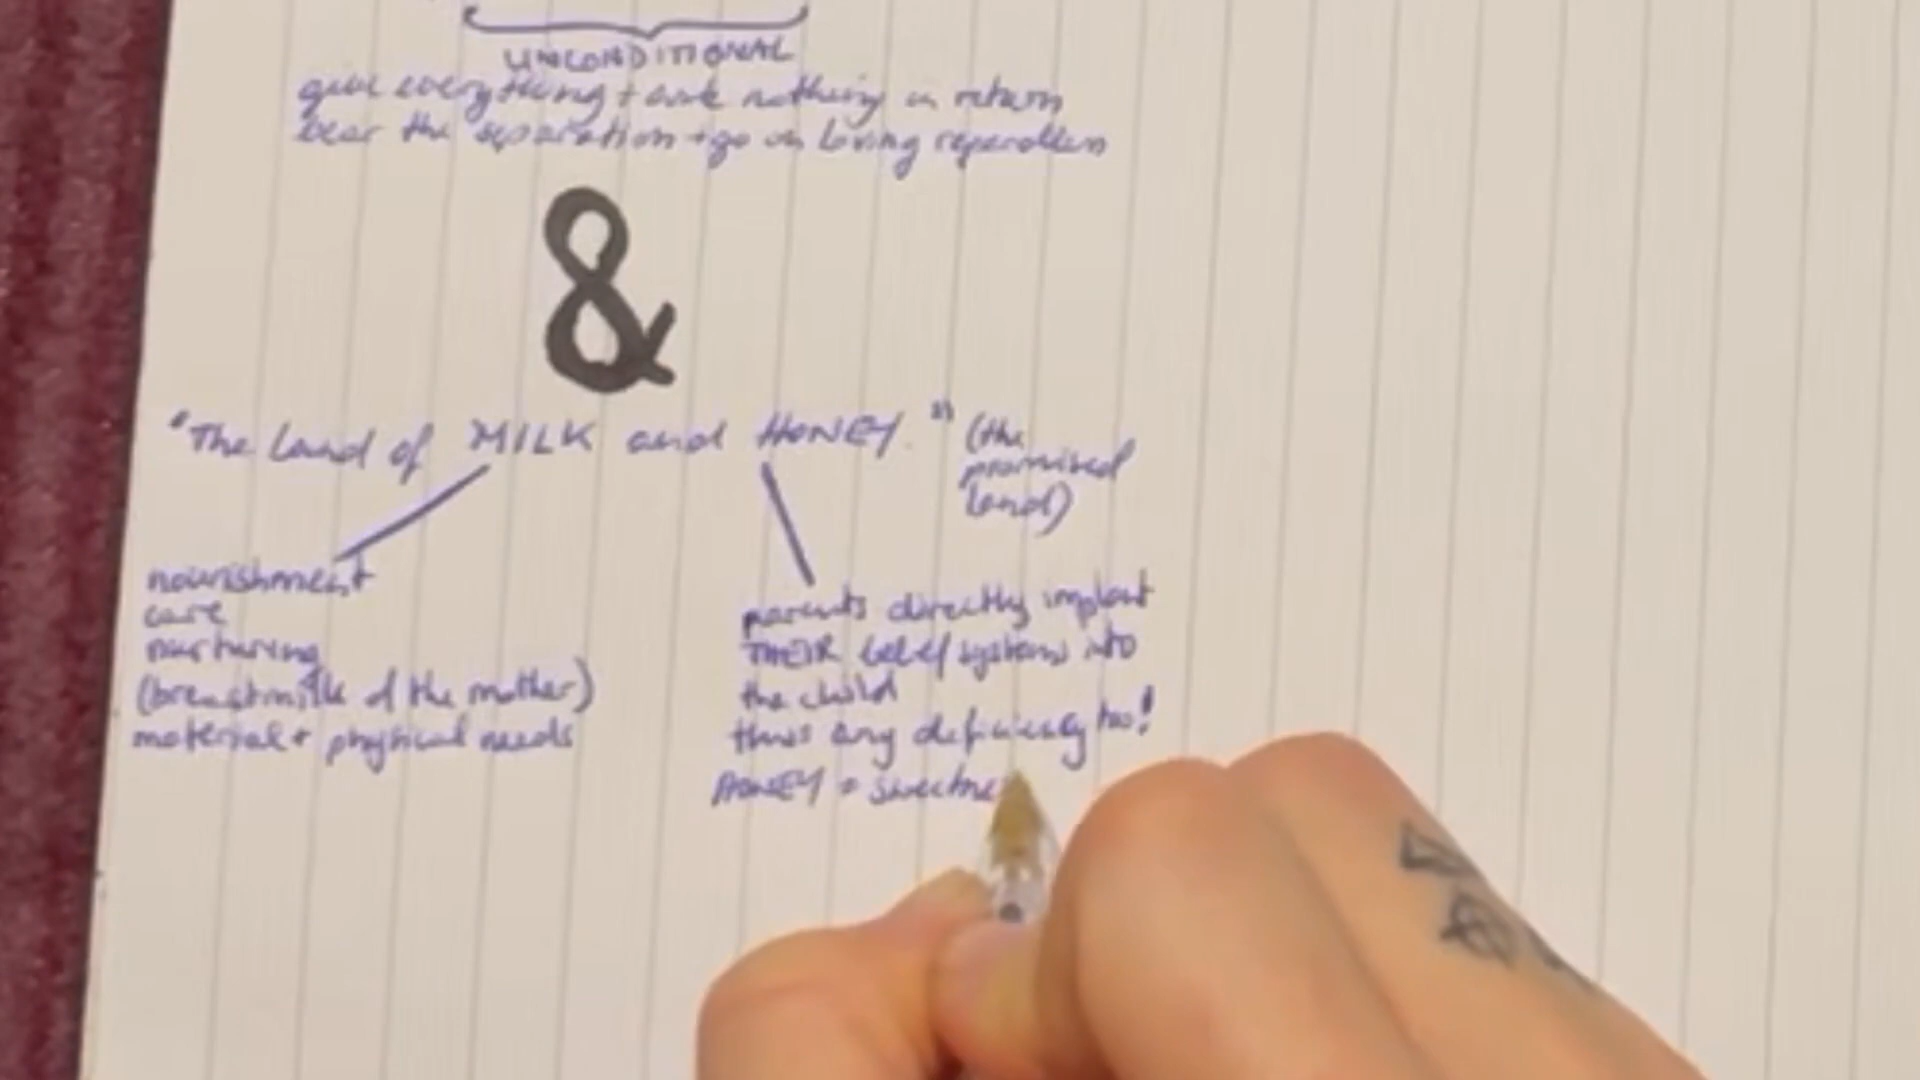 UNCONDITIONAL
give everything + ask nothing in return
bear the separation + go on loving regardless
&
"The Land of MILK and HONEY." (the
promised
land)
nourishment
care
nurturing
(breastmilk of the mother)
material + physical needs
parents directly implant
THEIR belief systems into
the child
thus any deficiency too!
HONEY = sweetne